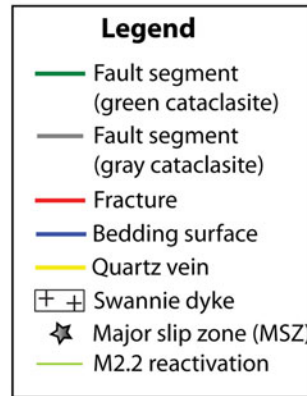 Legend
Fault segment
(green cataclasite)
Fault segment
(gray cataclasite)
Fracture
Bedding surface
Quartz vein
Swannie dyke
Major slip zone (MSZ)
M2.2 reactivation